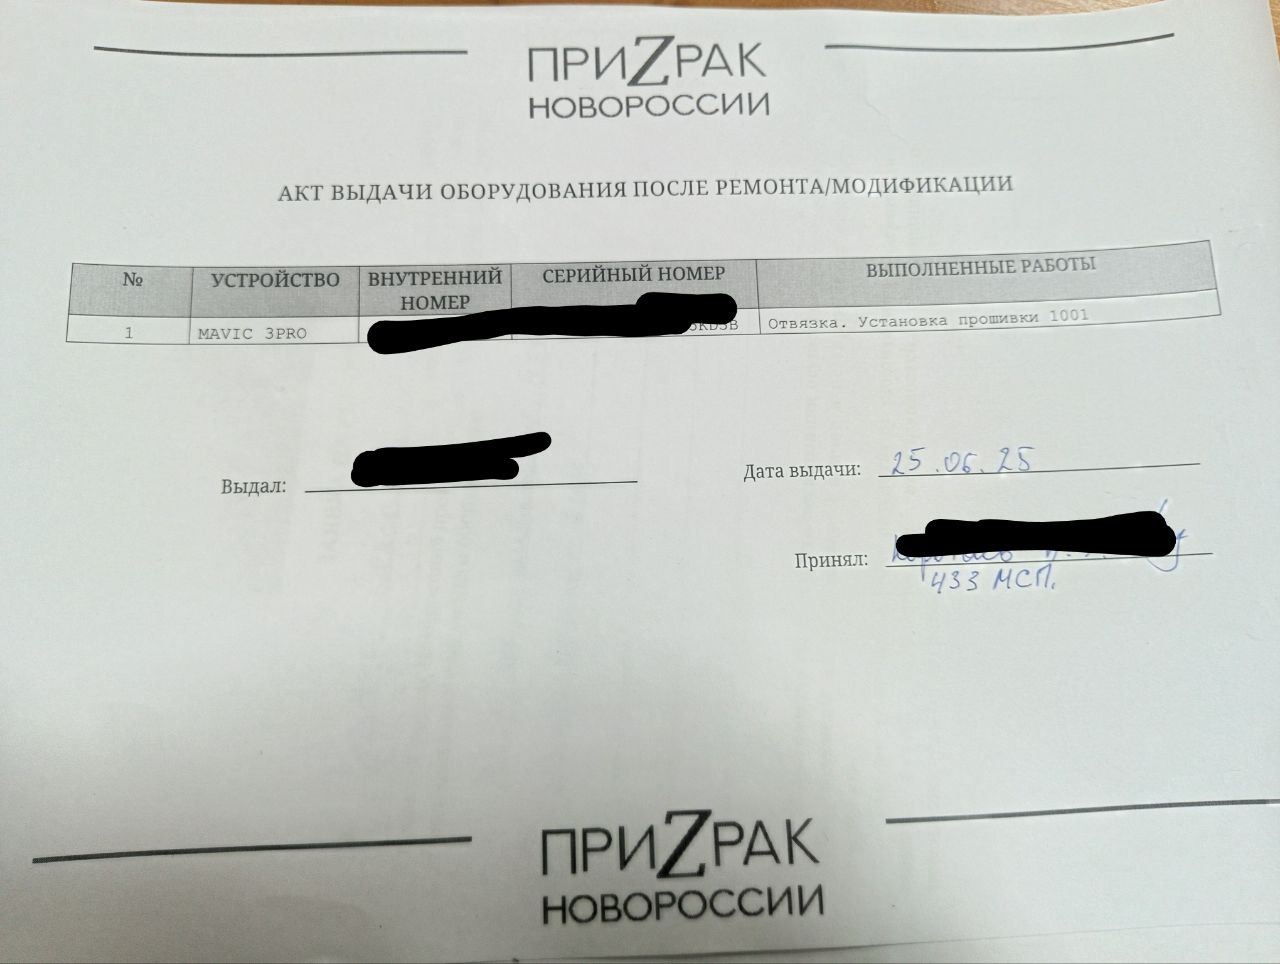 ПРИZРАК
НОВОРОССИИ
АКТ ВЫДАЧИ ОБОРУДОВАНИЯ ПОСЛЕ РЕМОНТА/МОДИФИКАЦИИ
№ УСТРОЙСТВО ВНУТРЕННИЙ НОМЕР СЕРИЙНЫЙ НОМЕР ВЫПОЛНЕННЫЕ РАБОТЫ
1 MAVIC 3PRO Отвязка. Установка прошивки 1001
Выдал:
Дата выдачи: 25.06.25
Принял:
433 МСП.
ПРИZРАК
НОВОРОССИИ